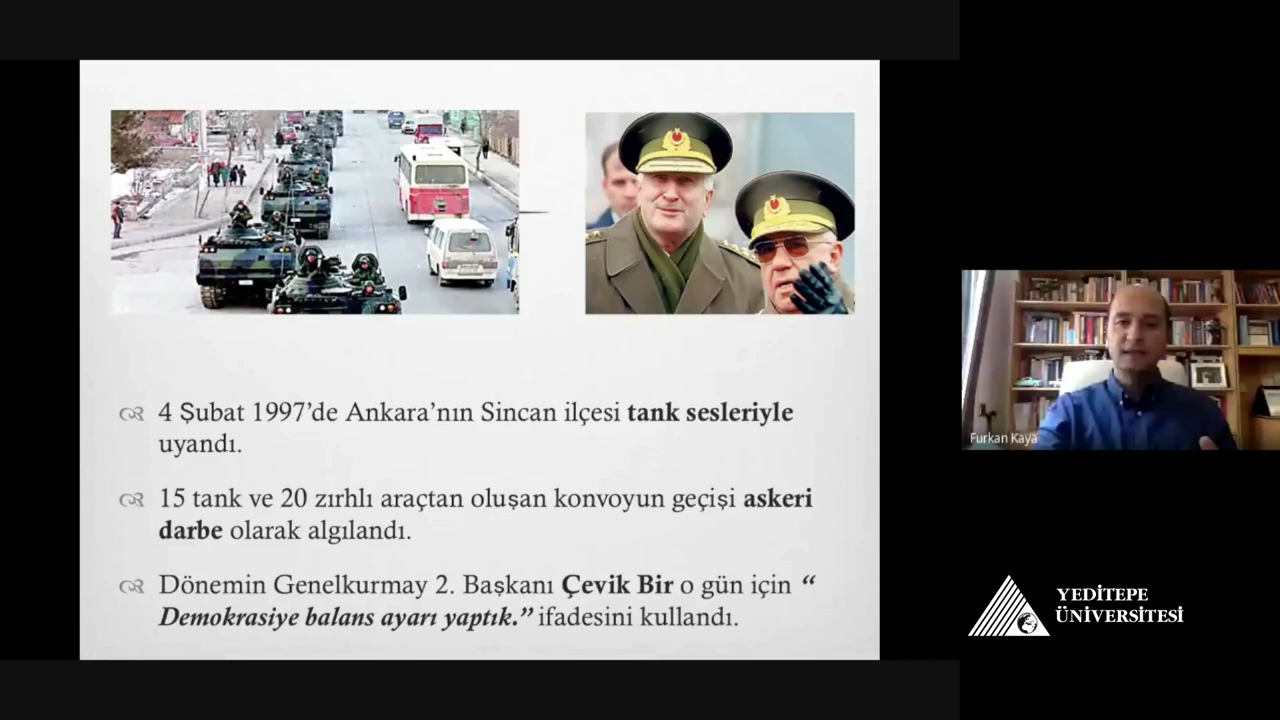 4 Şubat 1997’de Ankara’nın Sincan ilçesi tank sesleriyle
uyandı.
15 tank ve 20 zırhlı araçtan oluşan konvoyun geçişi askeri
darbe olarak algılandı.
Dönemin Genelkurmay 2. Başkanı Çevik Bir o gün için “
Demokrasiye balans ayarı yaptık.” ifadesini kullandı.
Furkan Kaya
YEDİTEPE
ÜNİVERSİTESİ